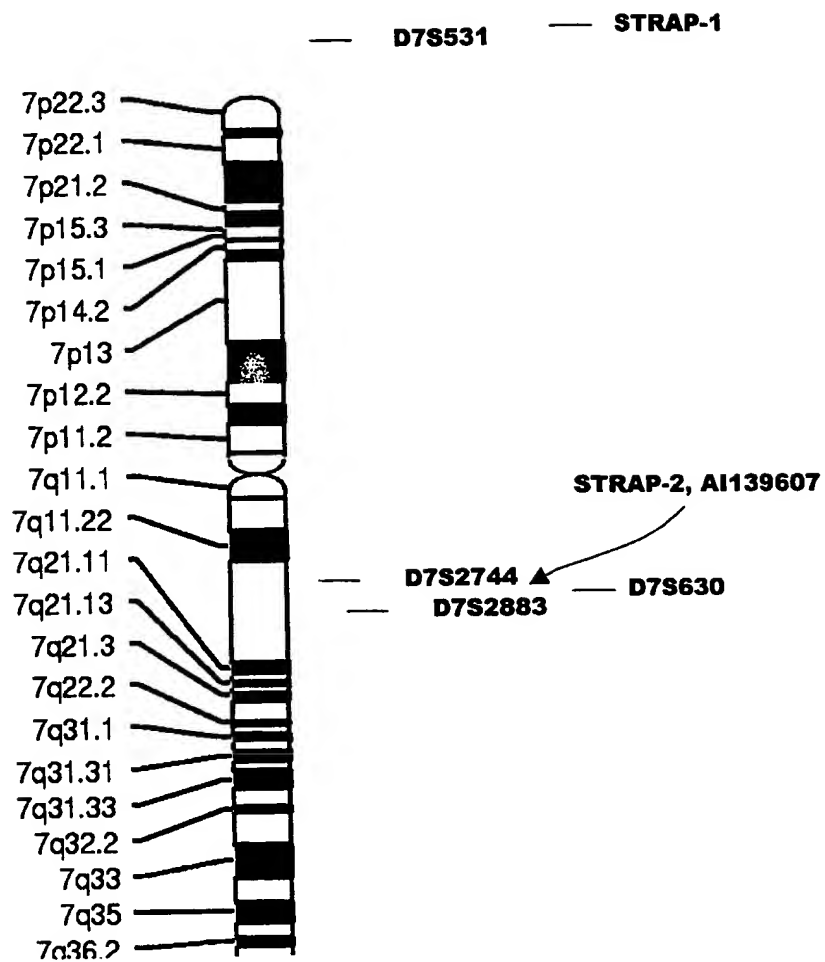 D7S531 STRAP-1
7p22.3
7p22.1
7p21.2
7p15.3
7p15.1
7p14.2
7p13
7p12.2
7p11.2
7q11.1
STRAP-2, AI139607
7q11.22
7q21.11
D7S2744 D7S630
7q21.13
D7S2883
7q21.3
7q22.2
7q31.1
7q31.31
7q31.33
7q32.2
7q33
7q35
7q36.2